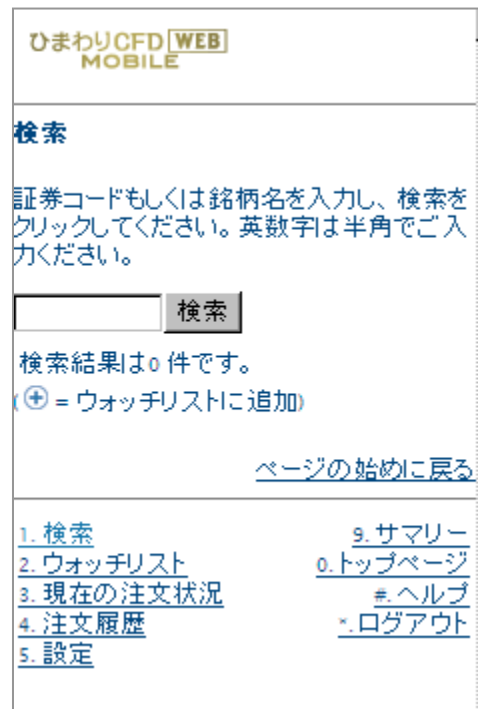 ひまわりCFD WEB
MOBILE
検索
証券コードもしくは銘柄名を入力し、検索を
クリックしてください。英数字は半角でご入
力ください。
検索
検索結果は0 件です。
(⊕ = ウォッチリストに追加)
ページの始めに戻る
1. 検索
2. ウォッチリスト
3. 現在の注文状況
4. 注文履歴
5. 設定
9. サマリー
0. トップページ
#. ヘルプ
*. ログアウト